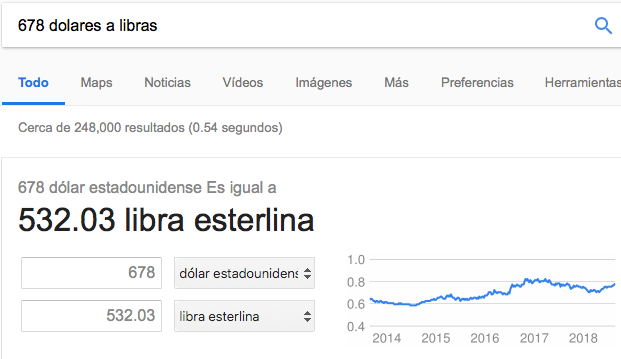 678 dolares a libras
Todo Maps Noticias Vídeos Imágenes Más Preferencias Herramientas
Cerca de 248,000 resultados (0.54 segundos)
678 dólar estadounidense Es igual a
532.03 libra esterlina
678 dólar estadounidens
532.03 libra esterlina
1.0
0.8
0.6
0.4
2014 2015 2016 2017 2018